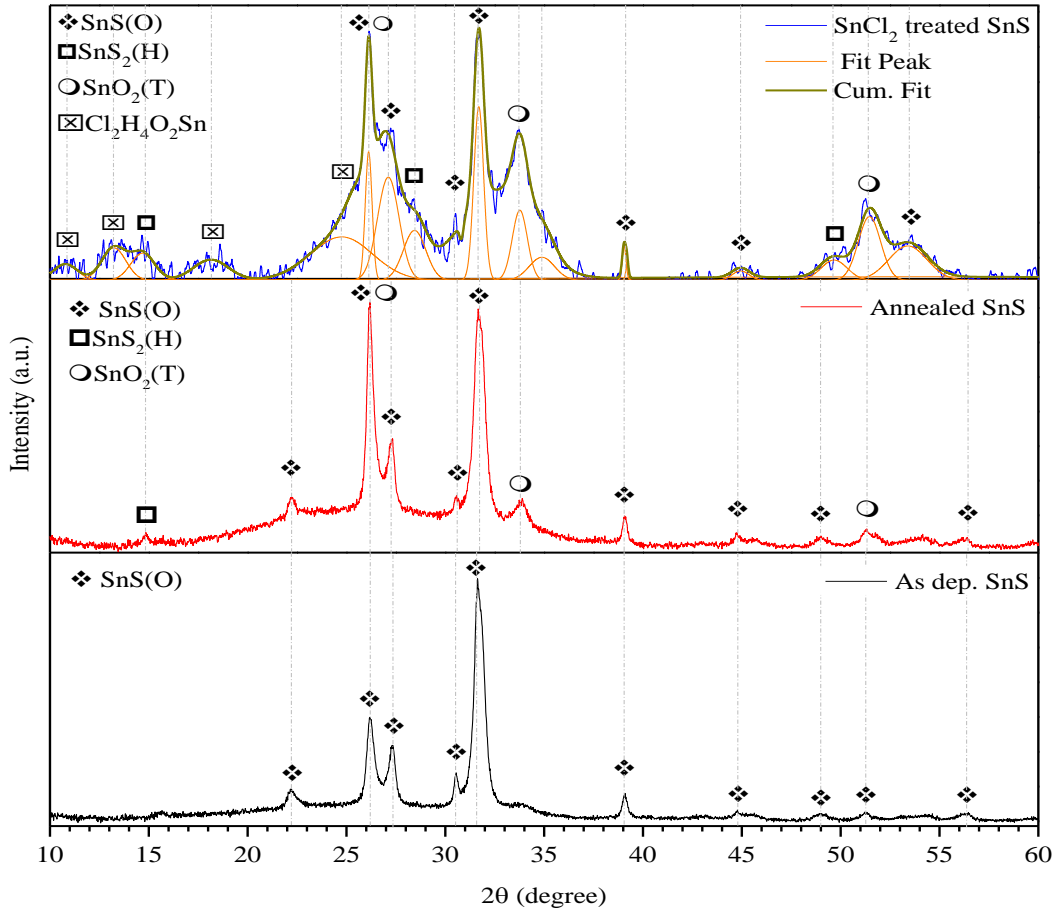 SnS(O)
SnS2(H)
SnO2(T)
Cl2H4O2Sn
SnCl2 treated SnS
Fit Peak
Cum. Fit
SnS(O)
SnS2(H)
SnO2(T)
Annealed SnS
SnS(O)
As dep. SnS
Intensity (a.u.)
10 15 20 25 30 35 40 45 50 55 60
2θ (degree)